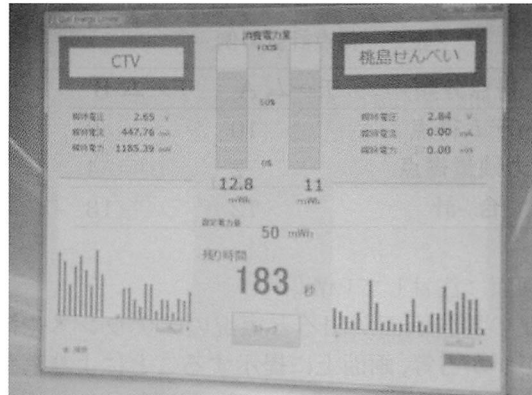 消費電力量
CTV
桃島せんべい
+00%
50%
0%
瞬時電圧 2.65 v
瞬時電流 447.76 mA
瞬時電力 1185.39 mW
瞬時電圧 2.84 v
瞬時電流 0.00 mA
瞬時電力 0.00 mW
12.8 11
mWh mWh
設定電力量
50 mWh
残り時間
183 秒